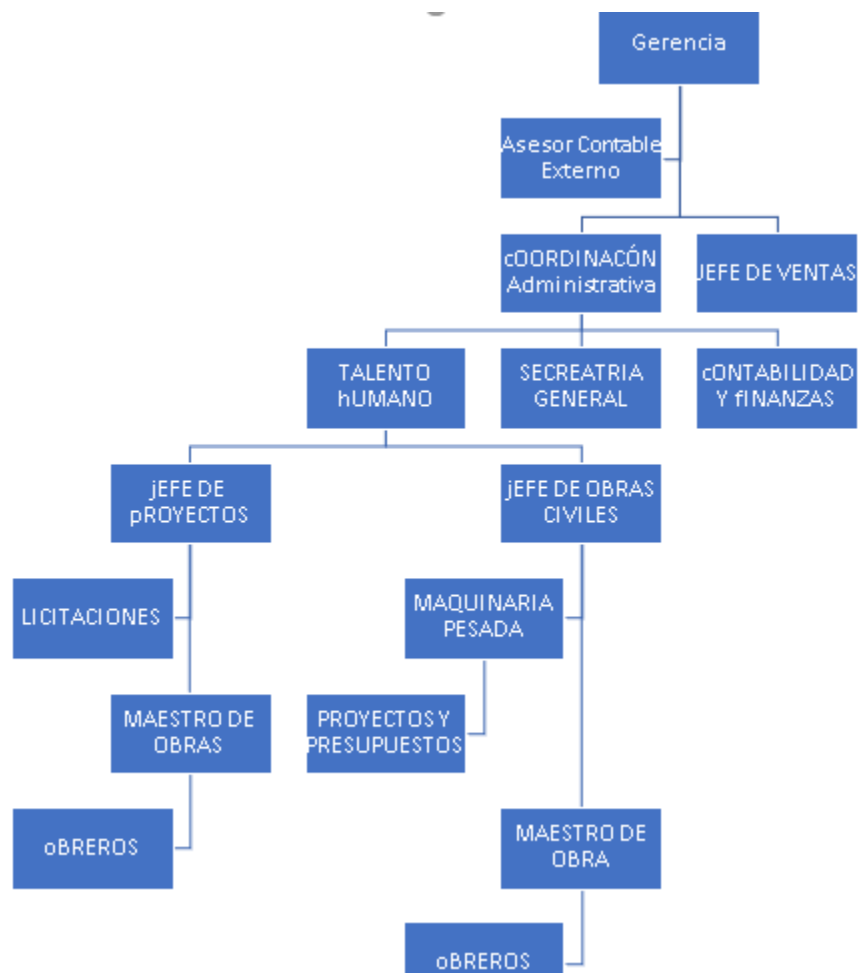 Gerencia
Asesor Contable
Externo
cOORDINACÓN
Administrativa
JEFE DE VENTAS
TALENTO
hUMANO
SECREATRIA
GENERAL
cONTABILIDAD
Y fINANZAS
jEFE DE
pROYECTOS
jEFE DE OBRAS
CIVILES
LICITACIONES
MAQUINARIA
PESADA
MAESTRO DE
OBRAS
PROYECTOS Y
PRESUPUESTOS
oBREROS
MAESTRO DE
OBRA
oBREROS